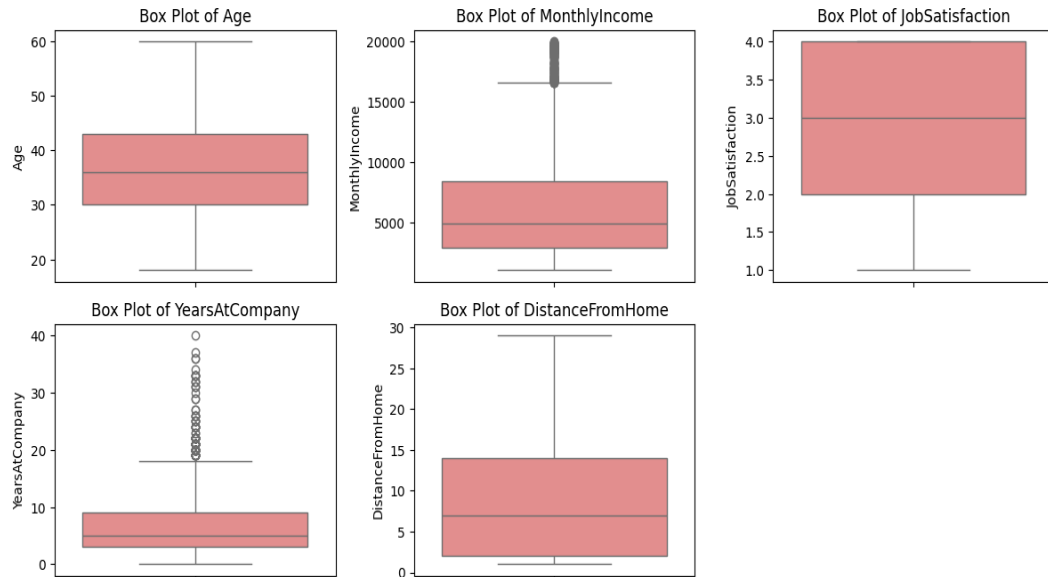 Box Plot of Age
60
50
40
30
20
Age
Box Plot of MonthlyIncome
20000
15000
10000
5000
MonthlyIncome
Box Plot of JobSatisfaction
4.0
3.5
3.0
2.5
2.0
1.5
1.0
JobSatisfaction
Box Plot of YearsAtCompany
40
30
20
10
0
YearsAtCompany
Box Plot of DistanceFromHome
30
25
20
15
10
5
0
DistanceFromHome